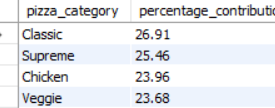 pizza_category percentage_contributio
Classic 26.91
Supreme 25.46
Chicken 23.96
Veggie 23.68